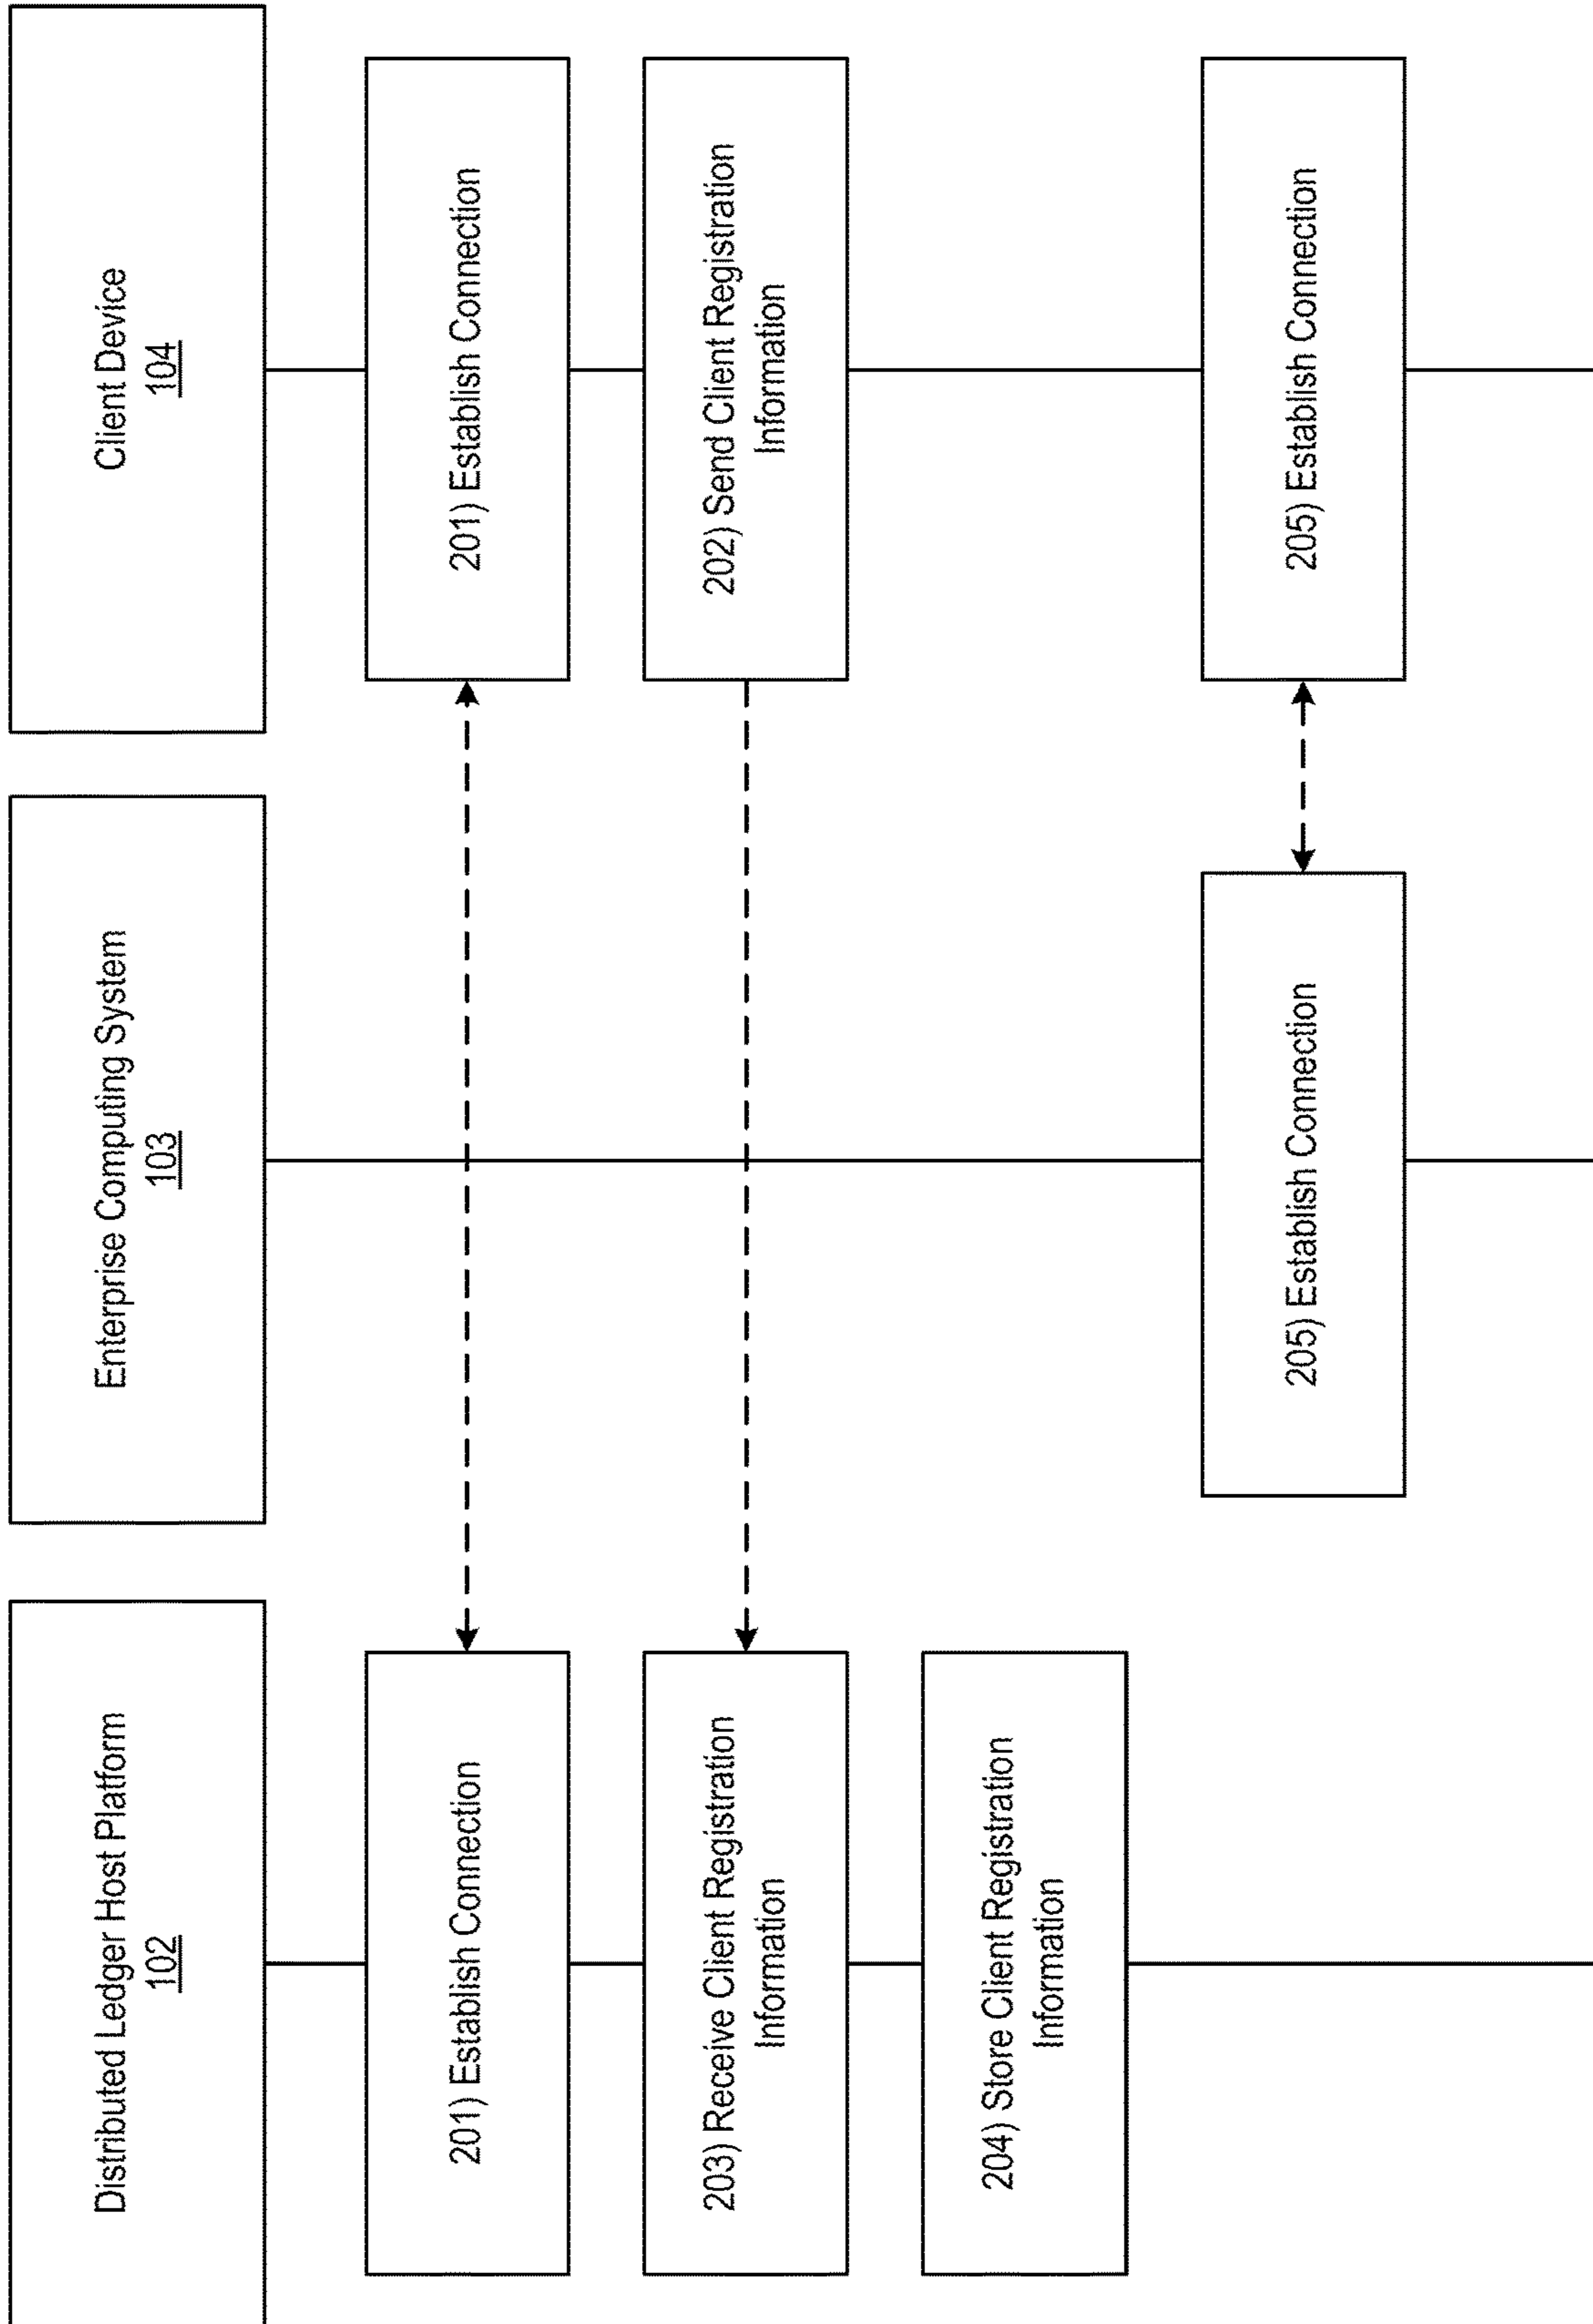 Distributed Ledger Host Platform
102
Enterprise Computing System
103
Client Device
104
201) Establish Connection
201) Establish Connection
203) Receive Client Registration
Information
202) Send Client Registration
Information
204) Store Client Registration
Information
205) Establish Connection
205) Establish Connection